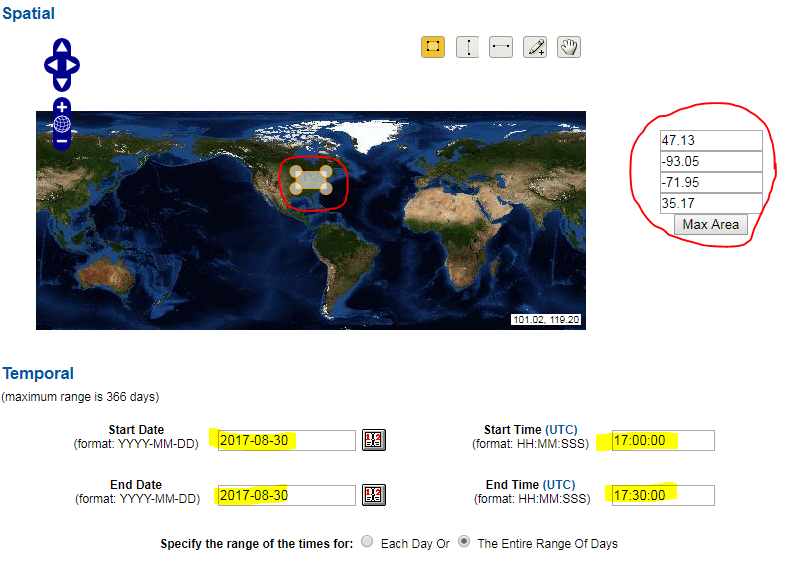 Spatial
47.13
-93.05
-71.95
35.17
Max Area
101.02, 119.20
Temporal
(maximum range is 366 days)
Start Date
(format: YYYY-MM-DD)
2017-08-30
Start Time (UTC)
(format: HH:MM:SSS)
17:00:00
End Date
(format: YYYY-MM-DD)
2017-08-30
End Time (UTC)
(format: HH:MM:SSS)
17:30:00
Specify the range of the times for: Each Day Or The Entire Range Of Days